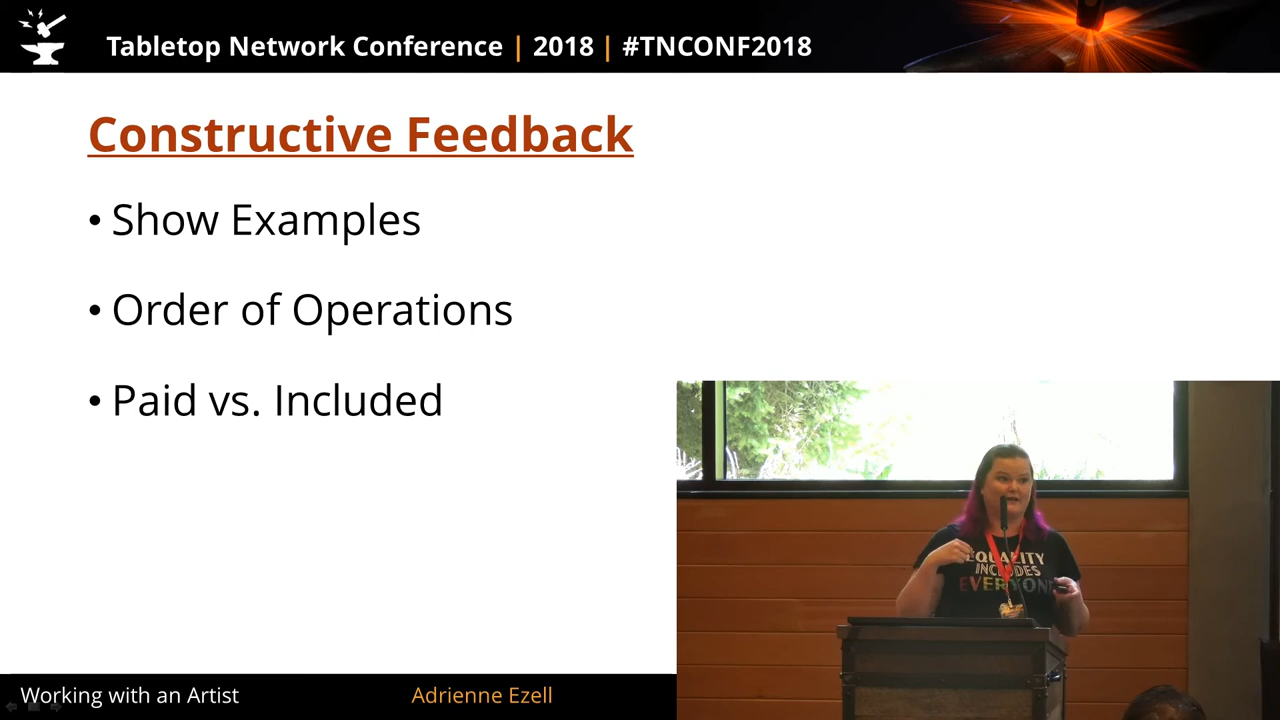 Tabletop Network Conference | 2018 | #TNCONF2018
Constructive Feedback
• Show Examples
• Order of Operations
• Paid vs. Included
EQUALITY
INCLUDES
EVERYONE
Working with an Artist
Adrienne Ezell